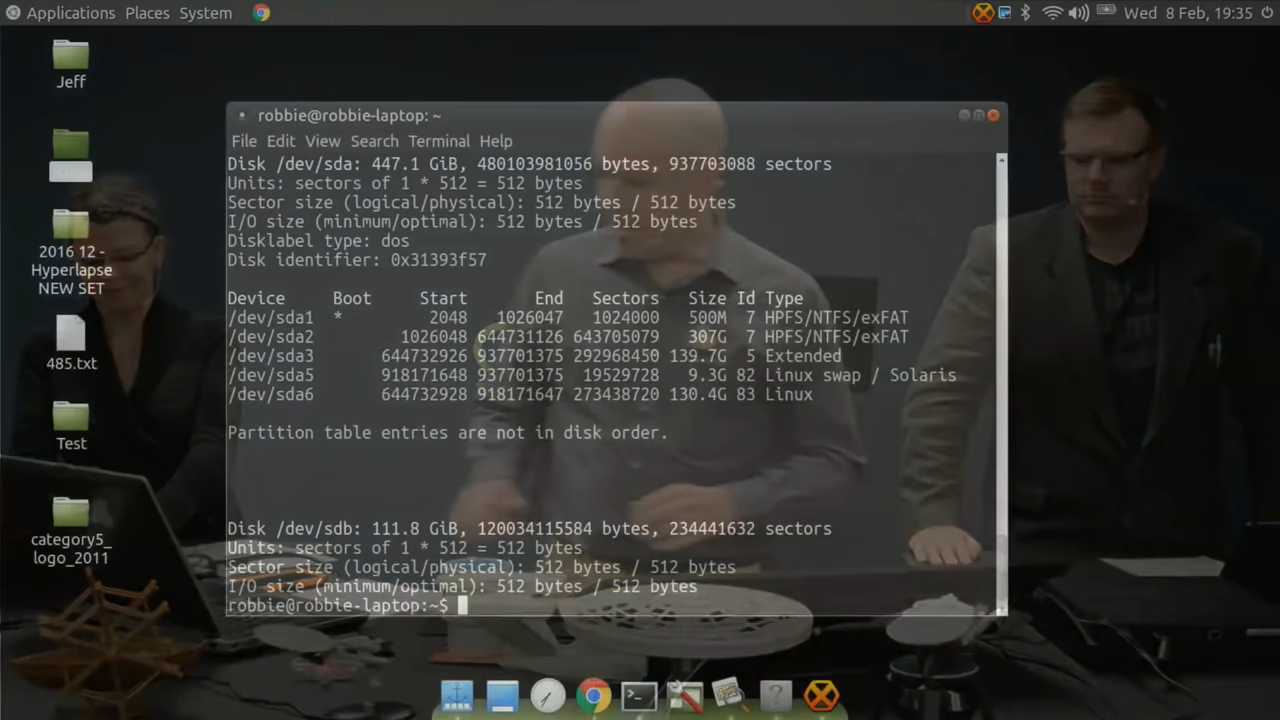 Applications Places System
Wed 8 Feb, 19:35
Jeff
2016 12 -
Hyperlapse
NEW SET
485.txt
Test
category5_
logo_2011
robbie@robbie-laptop: ~
File Edit View Search Terminal Help
Disk /dev/sda: 447.1 GiB, 480103981056 bytes, 937703088 sectors
Units: sectors of 1 * 512 = 512 bytes
Sector size (logical/physical): 512 bytes / 512 bytes
I/O size (minimum/optimal): 512 bytes / 512 bytes
Disklabel type: dos
Disk identifier: 0x31393f57
Device Boot Start End Sectors Size Id Type
/dev/sda1 * 2048 1026047 1024000 500M 7 HPFS/NTFS/exFAT
/dev/sda2 1026048 644731126 643705079 307G 7 HPFS/NTFS/exFAT
/dev/sda3 644732926 937701375 292968450 139.7G 5 Extended
/dev/sda5 918171648 937701375 19529728 9.3G 82 Linux swap / Solaris
/dev/sda6 644732928 918171647 273438720 130.4G 83 Linux
Partition table entries are not in disk order.
Disk /dev/sdb: 111.8 GiB, 120034115584 bytes, 234441632 sectors
Units: sectors of 1 * 512 = 512 bytes
Sector size (logical/physical): 512 bytes / 512 bytes
I/O size (minimum/optimal): 512 bytes / 512 bytes
robbie@robbie-laptop:~$